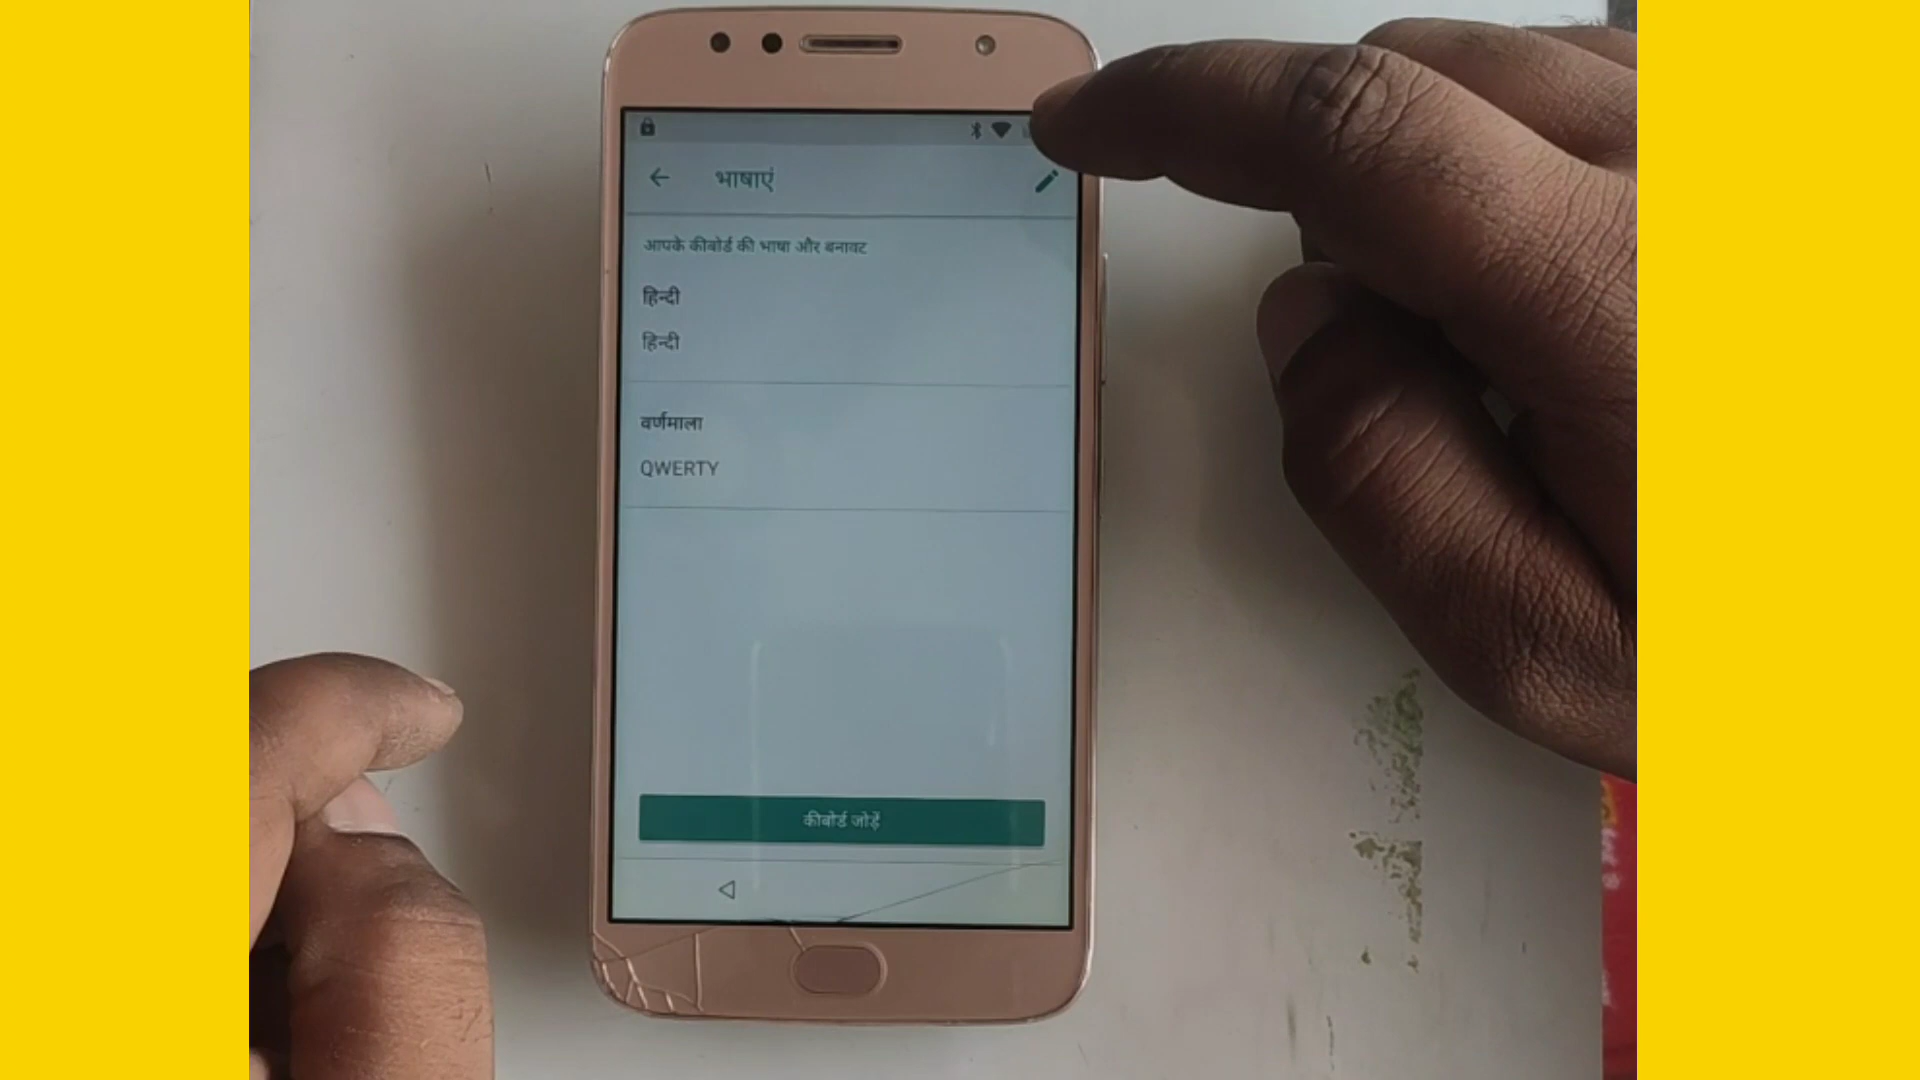 भाषाएं
आपके कीबोर्ड की भाषा और बनावट
हिन्दी
हिन्दी
वर्णमाला
QWERTY
कीबोर्ड जोड़ें